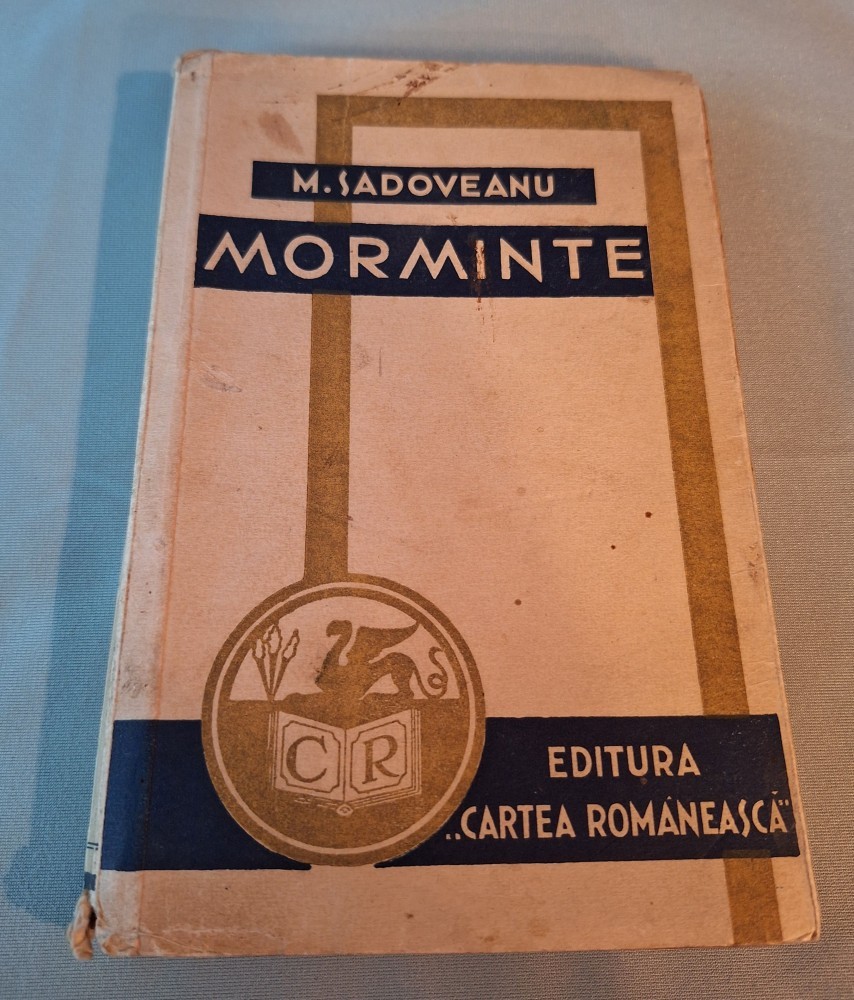 M. SADOVEANU
MORMINTE
C R
EDITURA
„CARTEA ROMÂNEASCĂ"